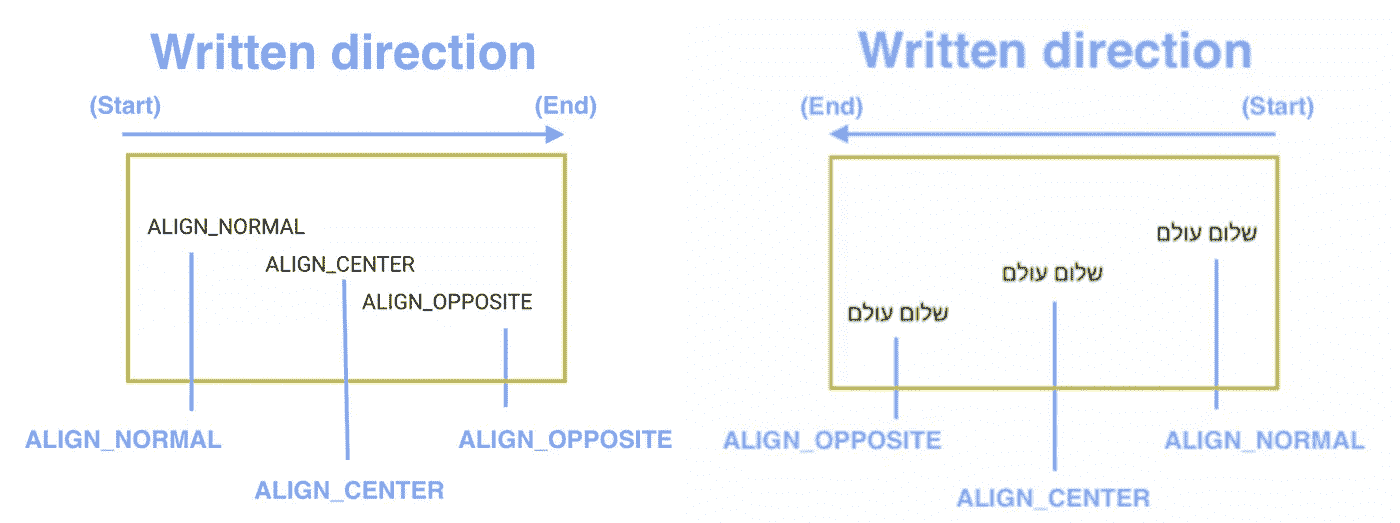 Written direction
(Start) (End)
ALIGN_NORMAL
ALIGN_CENTER
ALIGN_OPPOSITE
ALIGN_NORMAL ALIGN_OPPOSITE
ALIGN_CENTER
Written direction
(End) (Start)
שלום עולם
שלום עולם
שלום עולם
ALIGN_OPPOSITE ALIGN_NORMAL
ALIGN_CENTER